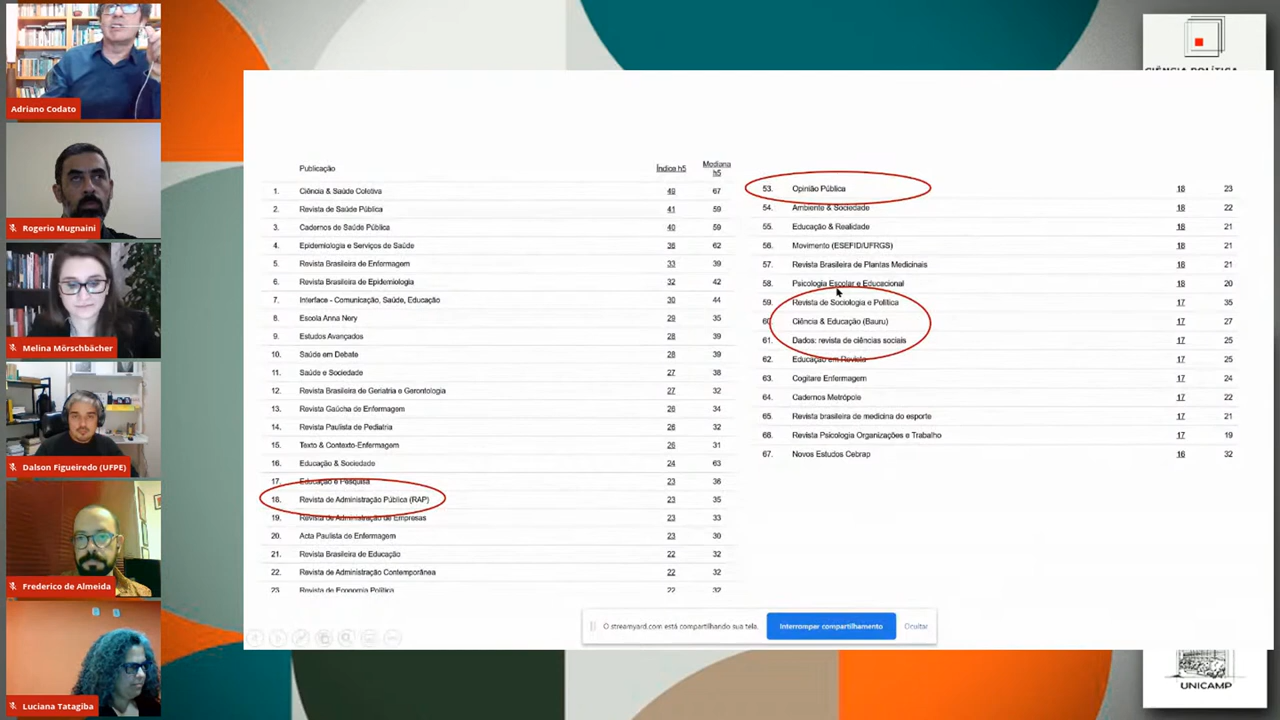 Adriano Codato
Rogerio Mugnaini
Melina Mörschbächer
Dalson Figueiredo (UFPE)
Frederico de Almeida
Luciana Tatagiba
Publicação Índice h5 Mediana h5
1. Ciência & Saúde Coletiva 49 67
2. Revista de Saúde Pública 41 59
3. Cadernos de Saúde Pública 40 59
4. Epidemiologia e Serviços de Saúde 36 62
5. Revista Brasileira de Enfermagem 33 39
6. Revista Brasileira de Epidemiologia 32 42
7. Interface - Comunicação, Saúde, Educação 30 44
8. Escola Anna Nery 29 35
9. Estudos Avançados 28 39
10. Saúde em Debate 28 39
11. Saúde e Sociedade 27 38
12. Revista Brasileira de Geriatria e Gerontologia 27 32
13. Revista Gaúcha de Enfermagem 26 34
14. Revista Paulista de Pediatria 26 32
15. Texto & Contexto-Enfermagem 26 31
16. Educação & Sociedade 24 63
17. Educação e Pesquisa 23 36
18. Revista de Administração Pública (RAP) 23 35
19. Revista de Administração de Empresas 23 33
20. Acta Paulista de Enfermagem 23 30
21. Revista Brasileira de Educação 22 32
22. Revista de Administração Contemporânea 22 32
23. Revista de Economia Política 22 32
53. Opinião Pública 18 23
54. Ambiente & Sociedade 18 22
55. Educação & Realidade 18 21
56. Movimento (ESEFID/UFRGS) 18 21
57. Revista Brasileira de Plantas Medicinais 18 21
58. Psicologia Escolar e Educacional 18 20
59. Revista de Sociologia e Política 17 35
60. Ciência & Educação (Bauru) 17 27
61. Dados: revista de ciências sociais 17 25
62. Educação em Revista 17 25
63. Cogitare Enfermagem 17 24
64. Cadernos Metrópole 17 22
65. Revista brasileira de medicina do esporte 17 21
66. Revista Psicologia Organizações e Trabalho 17 19
67. Novos Estudos Cebrap 16 32
O streamyard.com está compartilhando sua tela. Interromper compartilhamento Ocultar
CIÊNCIA POLÍTICA
UNICAMP